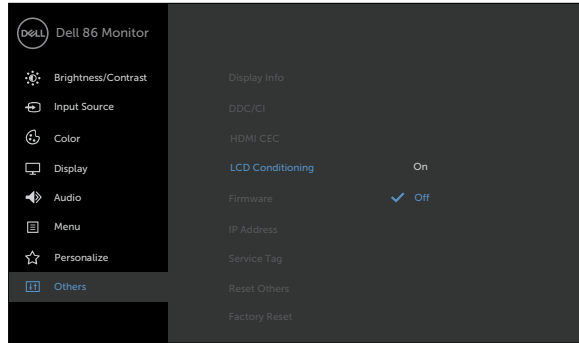 DELL Dell 86 Monitor
Brightness/Contrast Display Info
Input Source DDC/CI
Color HDMI CEC
Display LCD Conditioning On
Audio Firmware Off
Menu IP Address
Personalize Service Tag
Others Reset Others
Factory Reset